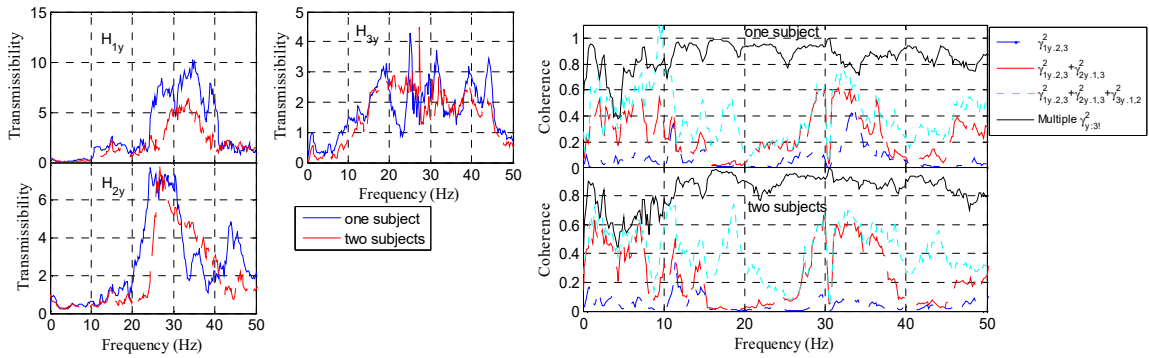 Transmissibility
15
10
5
0
H1y
Transmissibility
6
4
2
0
H2y
0 10 20 30 40 50
Frequency (Hz)
Transmissibility
5
4
3
2
1
0
H3y
0 10 20 30 40 50
Frequency (Hz)
one subject
two subjects
Coherence
1
0.8
0.6
0.4
0.2
0
one subject
Coherence
0.8
0.6
0.4
0.2
0
two subjects
0 10 20 30 40 50
Frequency (Hz)
γ²1y.2,3
γ²1y.2,3+γ²2y.1,3
γ²1y.2,3+γ²2y.1,3+γ²3y.1,2
Multiple γ²y:3!